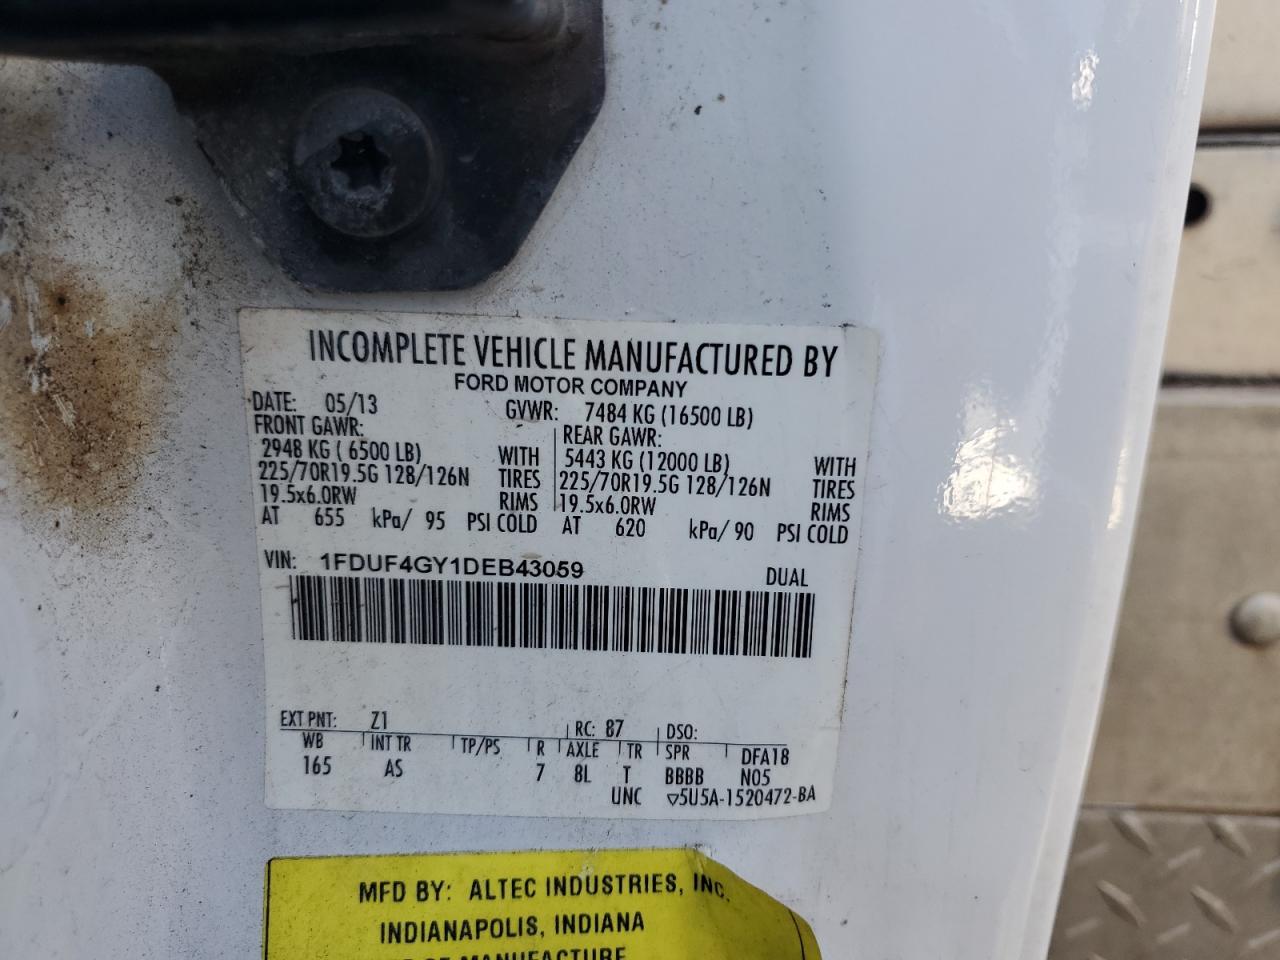 INCOMPLETE VEHICLE MANUFACTURED BY
FORD MOTOR COMPANY
DATE: 05/13 GVWR: 7484 KG (16500 LB)
FRONT GAWR: REAR GAWR:
2948 KG ( 6500 LB) WITH 5443 KG (12000 LB) WITH
225/70R19.5G 128/126N TIRES 225/70R19.5G 128/126N TIRES
19.5x6.0RW RIMS 19.5x6.0RW RIMS
AT 655 kPa/ 95 PSI COLD AT 620 kPa/ 90 PSI COLD
VIN: 1FDUF4GY1DEB43059 DUAL
EXT PNT: Z1 RC: 87 DSO:
WB INT TR TP/PS R AXLE TR SPR DFA18
165 AS 7 8L T BBBB N05
UNC ▽5U5A-1520472-BA
MFD BY: ALTEC INDUSTRIES, INC.
INDIANAPOLIS, INDIANA
MANUFACTURE